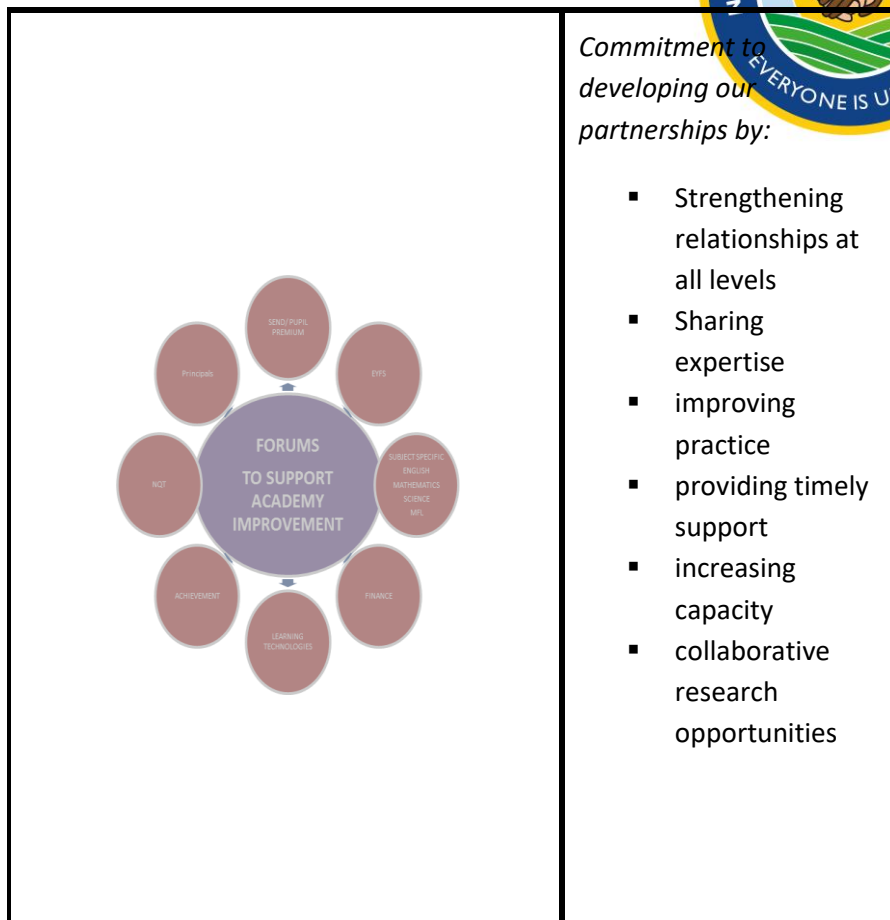 SEND/ PUPIL
PREMIUM
EYFS
SUBJECT SPECIFIC
ENGLISH
MATHEMATICS
SCIENCE
MFL
FINANCE
LEARNING
TECHNOLOGIES
ACHIEVEMENT
NQT
Principals
FORUMS
TO SUPPORT
ACADEMY
IMPROVEMENT
Commitment to
developing our
partnerships by:
▪ Strengthening
relationships at
all levels
▪ Sharing
expertise
▪ improving
practice
▪ providing timely
support
▪ increasing
capacity
▪ collaborative
research
opportunities
EVERYONE IS